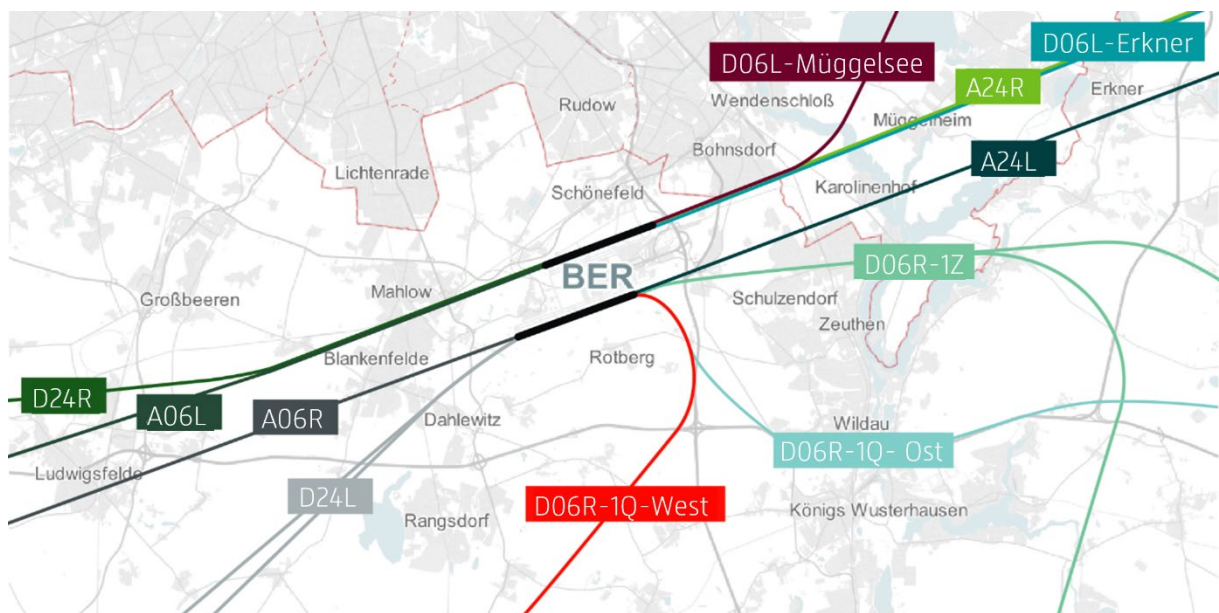 D06L-Erkner
D06L-Müggelsee
A24R
Erkner
Wendenschloß
Rudow
Müggelheim
Bohnsdorf
A24L
Lichtenrade
Karolinenhof
Schönefeld
D06R-1Z
BER
Mahlow
Großbeeren
Schulzendorf
Zeuthen
Blankenfelde
Rotberg
D24R
A06L
A06R
Dahlewitz
Wildau
D06R-1Q- Ost
Ludwigsfelde
D24L
D06R-1Q-West
Rangsdorf
Königs Wusterhausen